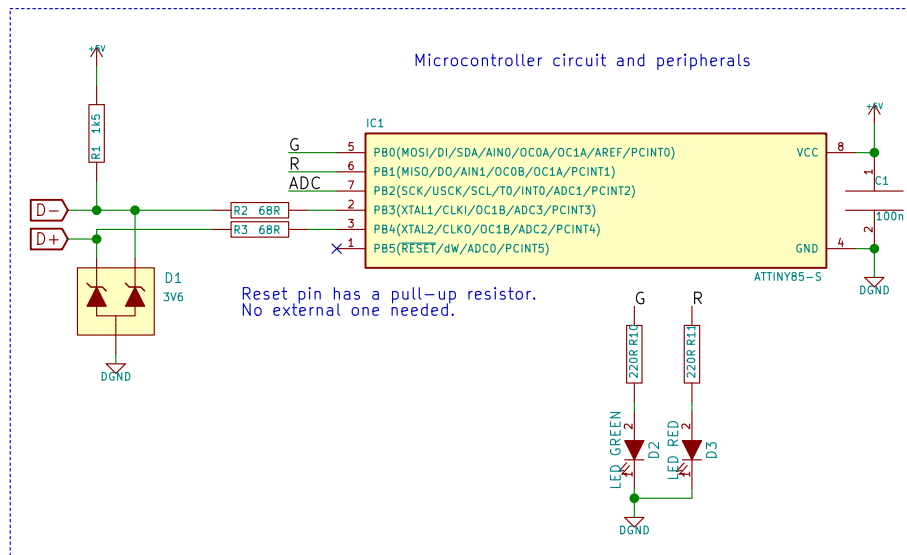 +5V
Microcontroller circuit and peripherals
R1 1k5
IC1
+5V
G
5
PB0(MOSI/DI/SDA/AIN0/OC0A/OC1A/AREF/PCINT0)
VCC
8
R
6
PB1(MISO/DO/AIN1/OC0B/OC1A/PCINT1)
ADC
7
PB2(SCK/USCK/SCL/T0/INT0/ADC1/PCINT2)
1
C1
D-
R2 68R
2
PB3(XTAL1/CLKI/OC1B/ADC3/PCINT3)
100n
D+
R3 68R
3
PB4(XTAL2/CLKO/OC1B/ADC2/PCINT4)
2
1
PB5(RESET/dW/ADC0/PCINT5)
GND
4
D1
3V6
ATTINY85-S
DGND
Reset pin has a pull-up resistor.
No external one needed.
G
R
220R R10
220R R11
DGND
2
LED GREEN
D2
1
2
LED RED
D3
1
DGND